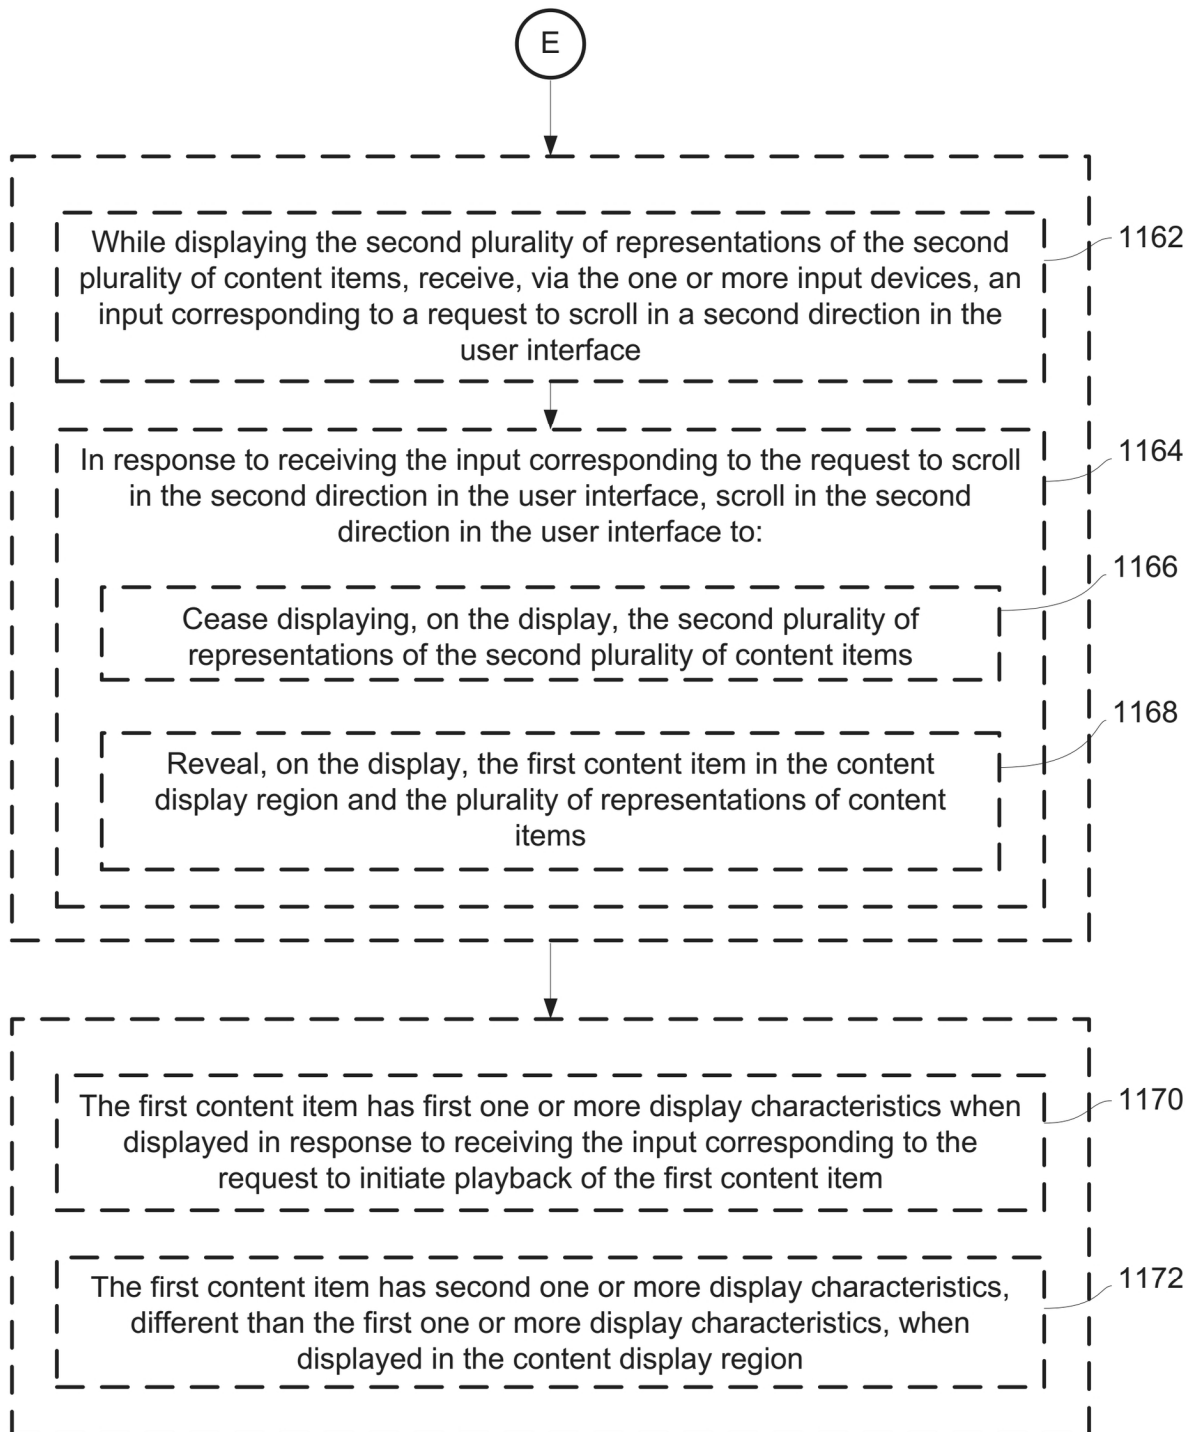 E
While displaying the second plurality of representations of the second
plurality of content items, receive, via the one or more input devices, an
input corresponding to a request to scroll in a second direction in the
user interface
1162
In response to receiving the input corresponding to the request to scroll
in the second direction in the user interface, scroll in the second
direction in the user interface to:
1164
Cease displaying, on the display, the second plurality of
representations of the second plurality of content items
1166
Reveal, on the display, the first content item in the content
display region and the plurality of representations of content
items
1168
The first content item has first one or more display characteristics when
displayed in response to receiving the input corresponding to the
request to initiate playback of the first content item
1170
The first content item has second one or more display characteristics,
different than the first one or more display characteristics, when
displayed in the content display region
1172